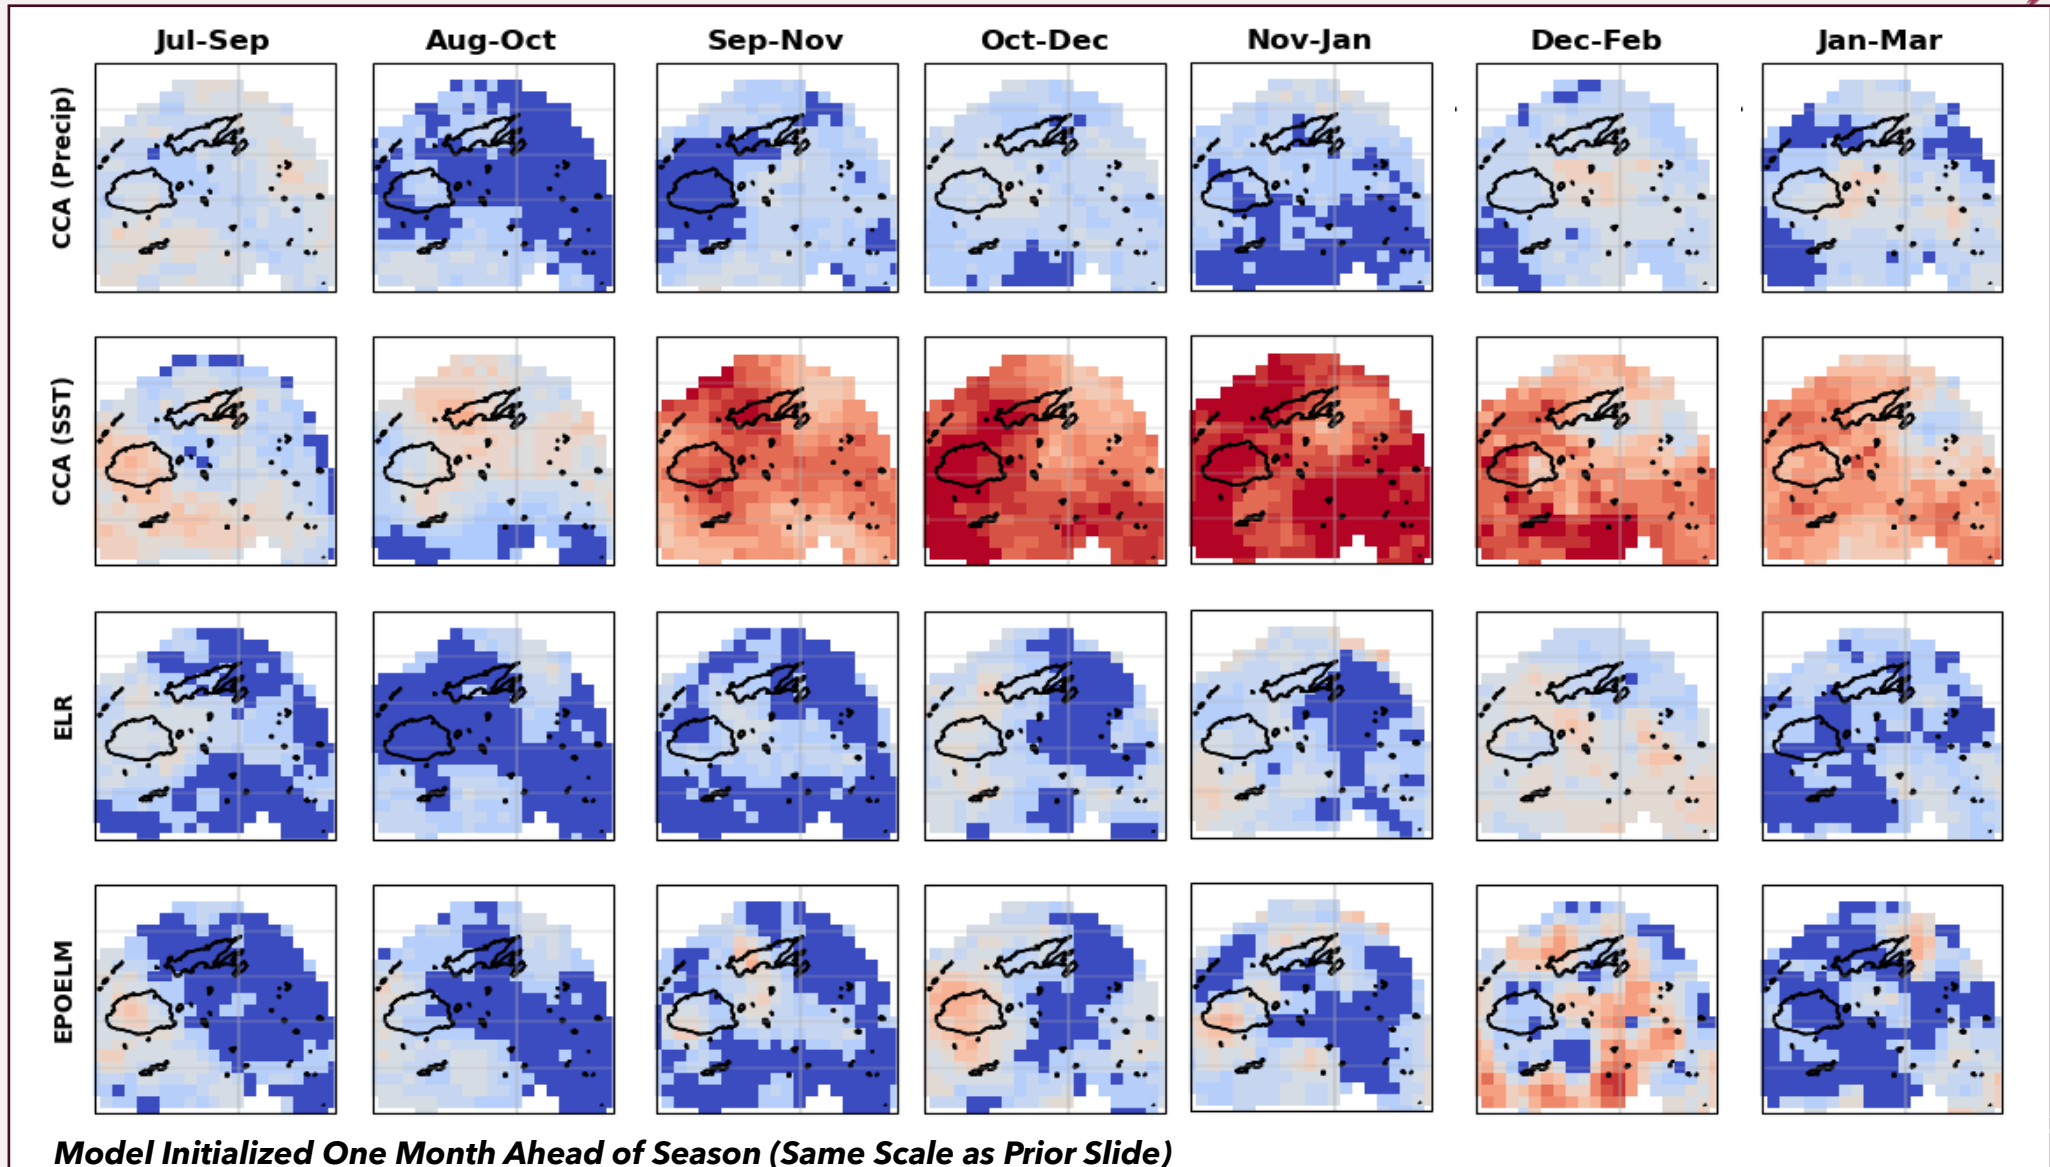 Jul-Sep Aug-Oct Sep-Nov Oct-Dec Nov-Jan Dec-Feb Jan-Mar
CCA (Precip)
CCA (SST)
ELR
EPOELM
Model Initialized One Month Ahead of Season (Same Scale as Prior Slide)